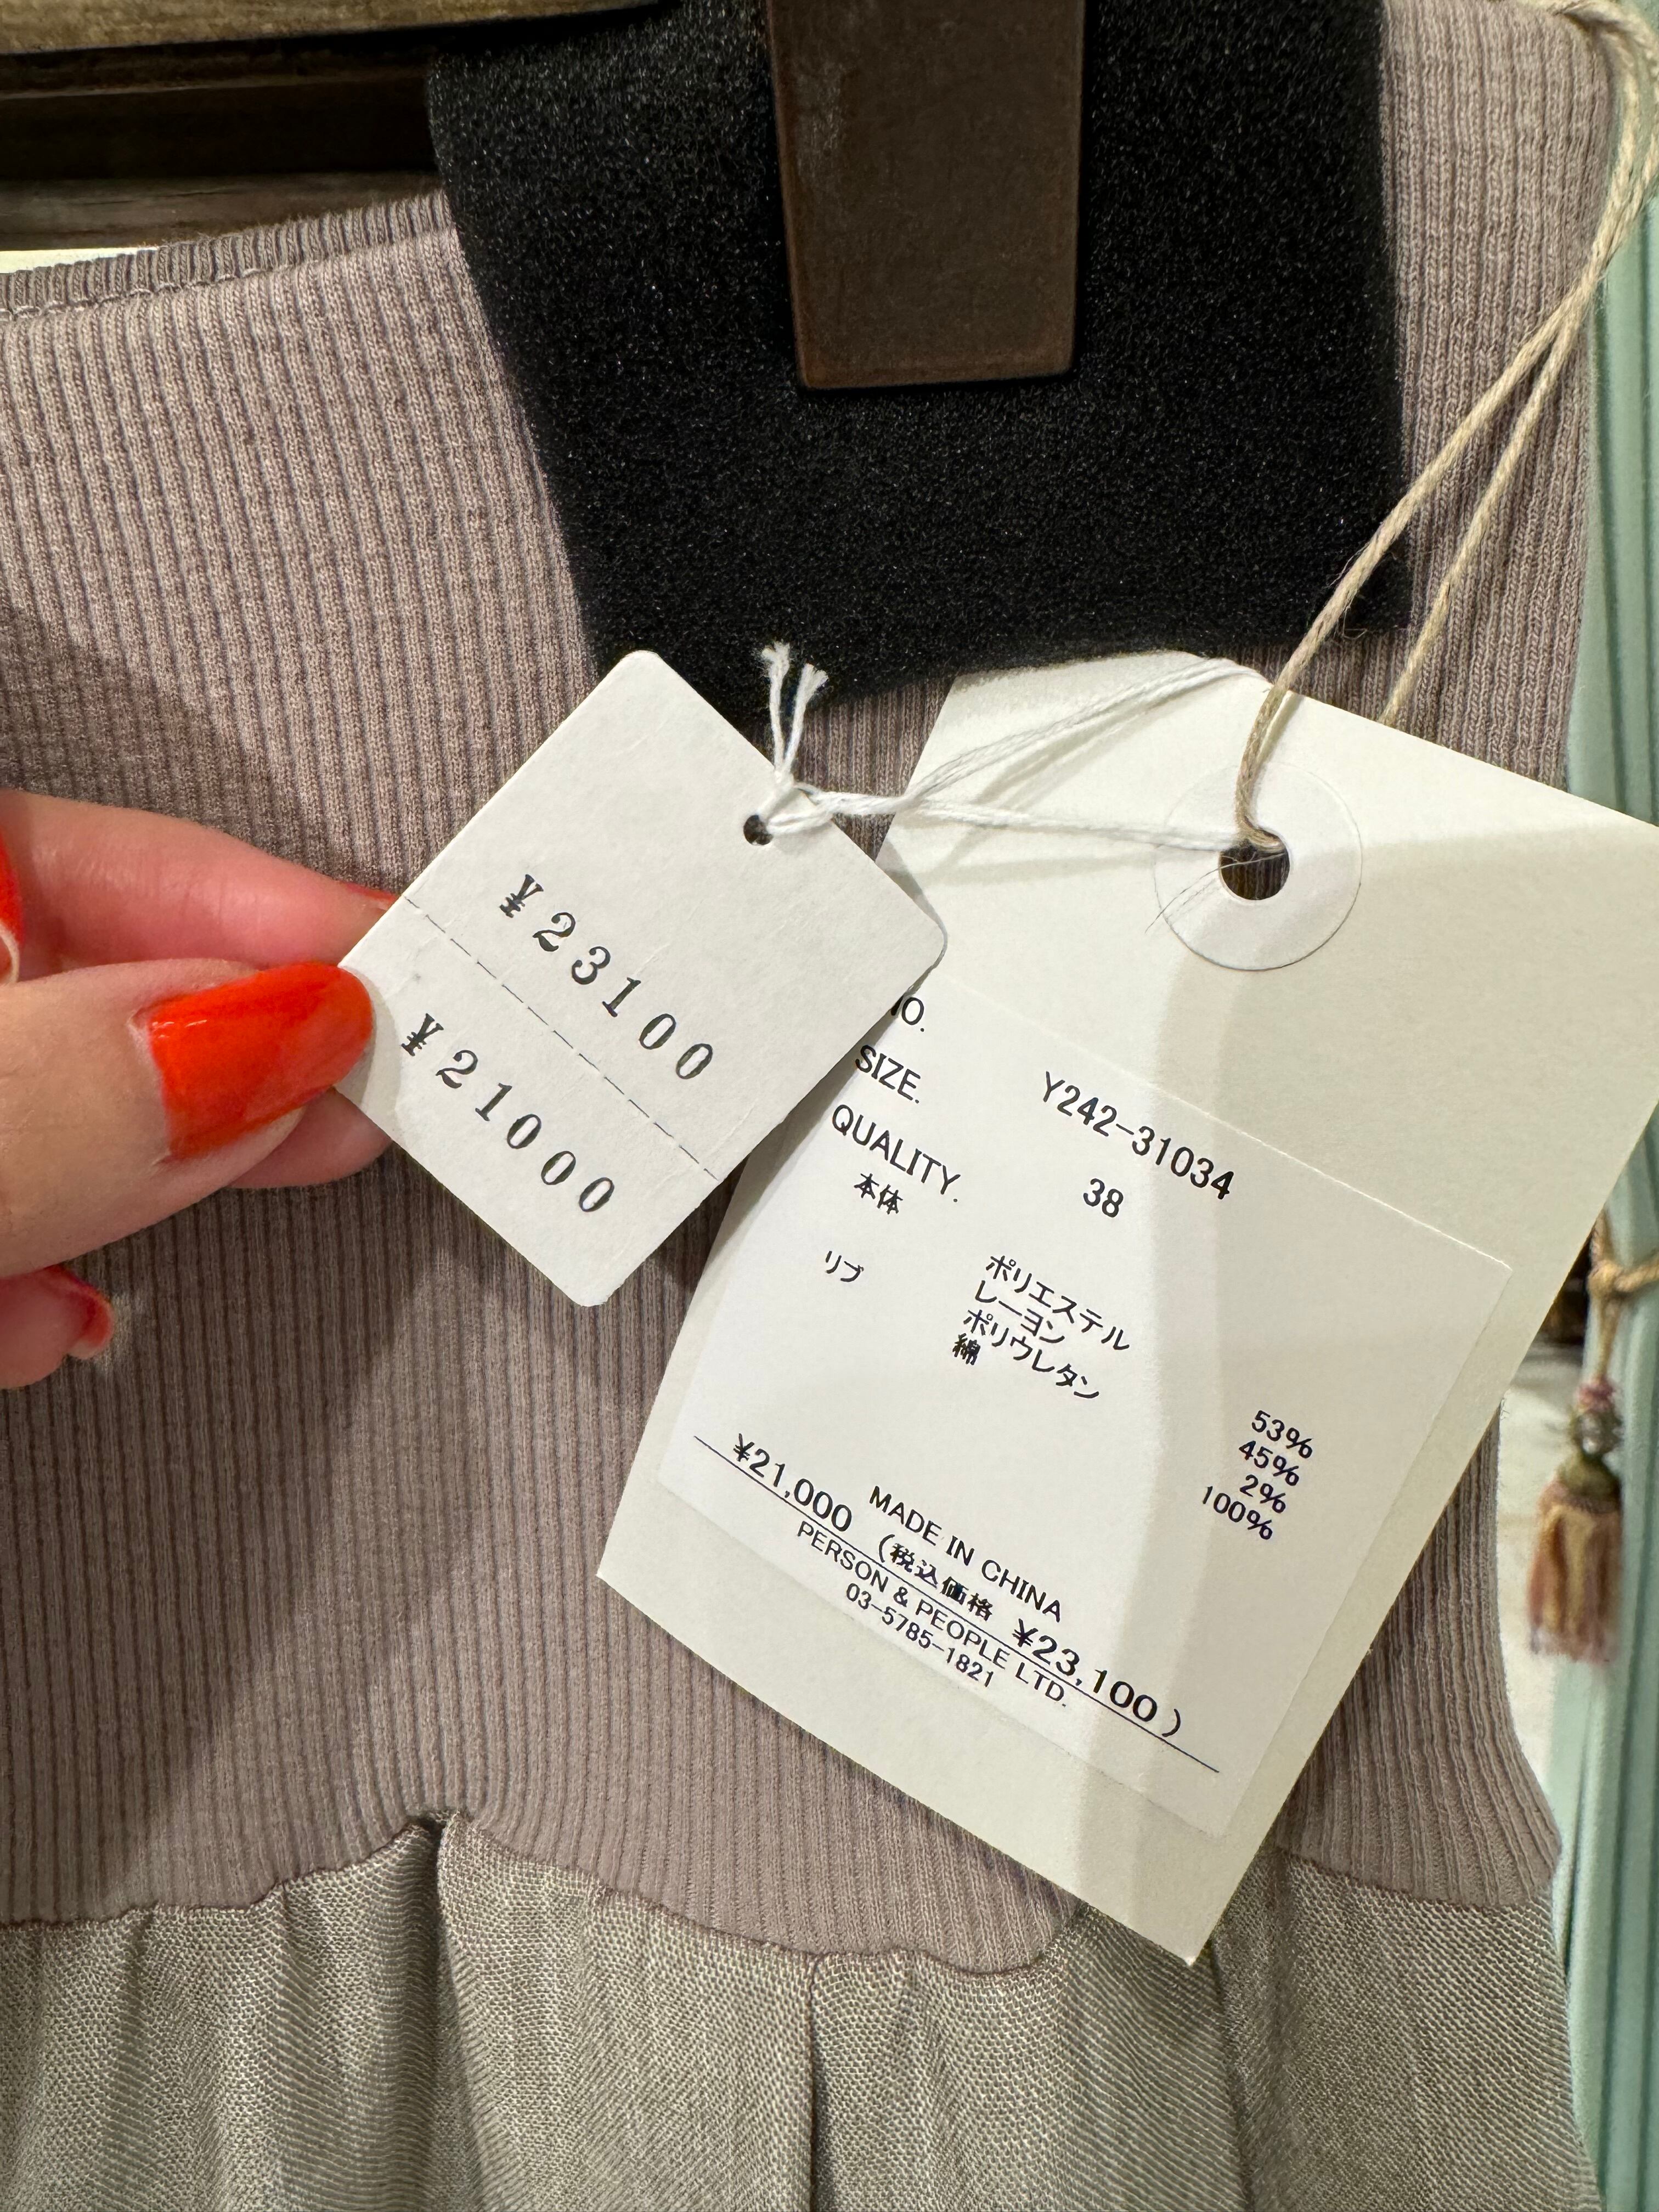 ¥23100
¥21000
NO. Y242-31034
SIZE. 38
QUALITY.
本体 ポリエステル 53%
レーヨン 45%
ポリウレタン 2%
リブ 綿 100%
MADE IN CHINA
¥21,000 (税込価格 ¥23,100)
PERSON & PEOPLE LTD.
03-5785-1821